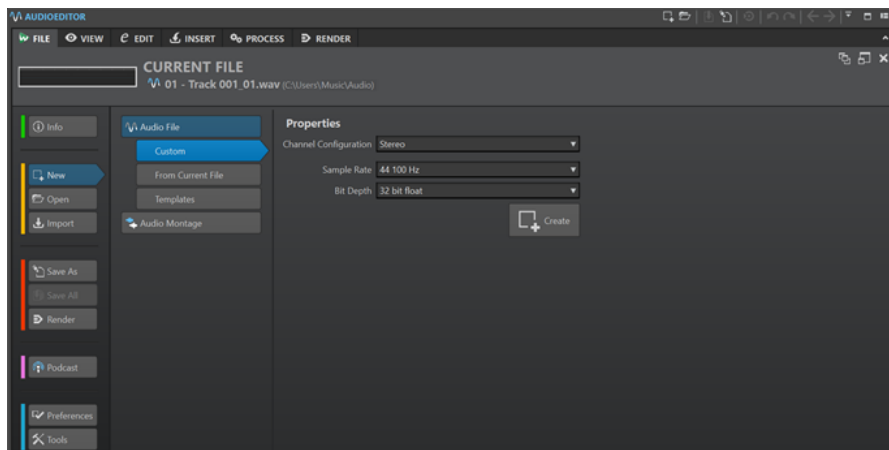 AUDIOEDITOR
FILE VIEW EDIT INSERT PROCESS RENDER
CURRENT FILE
01 - Track 001_01.wav (C:\Users\Music\Audio)
Info
New
Open
Import
Save As
Save All
Render
Podcast
Preferences
Tools
Audio File
Custom
From Current File
Templates
Audio Montage
Properties
Channel Configuration Stereo
Sample Rate 44 100 Hz
Bit Depth 32 bit float
Create